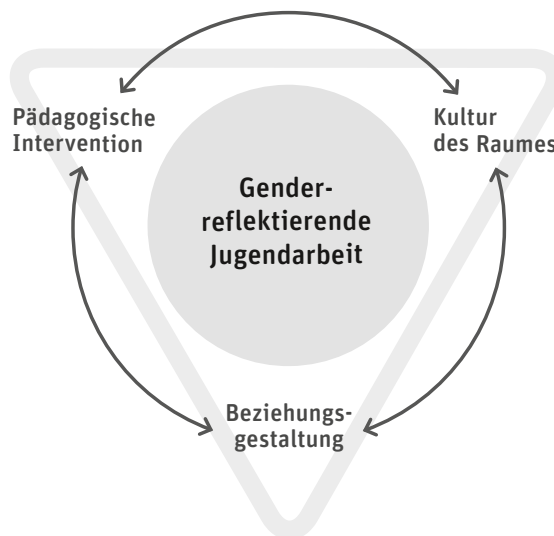 Pädagogische
Intervention
Kultur
des Raumes
Gender-
reflektierende
Jugendarbeit
Beziehungs-
gestaltung